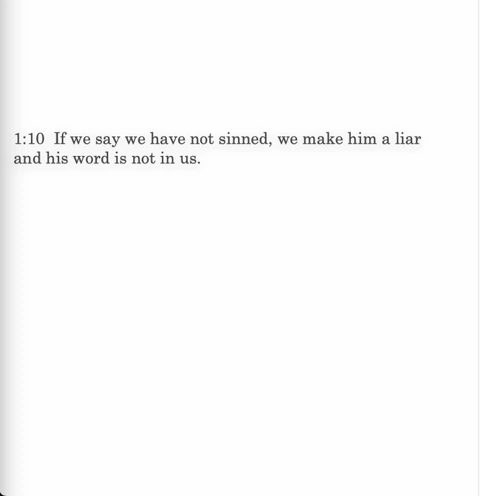 1:10 If we say we have not sinned, we make him a liar
and his word is not in us.